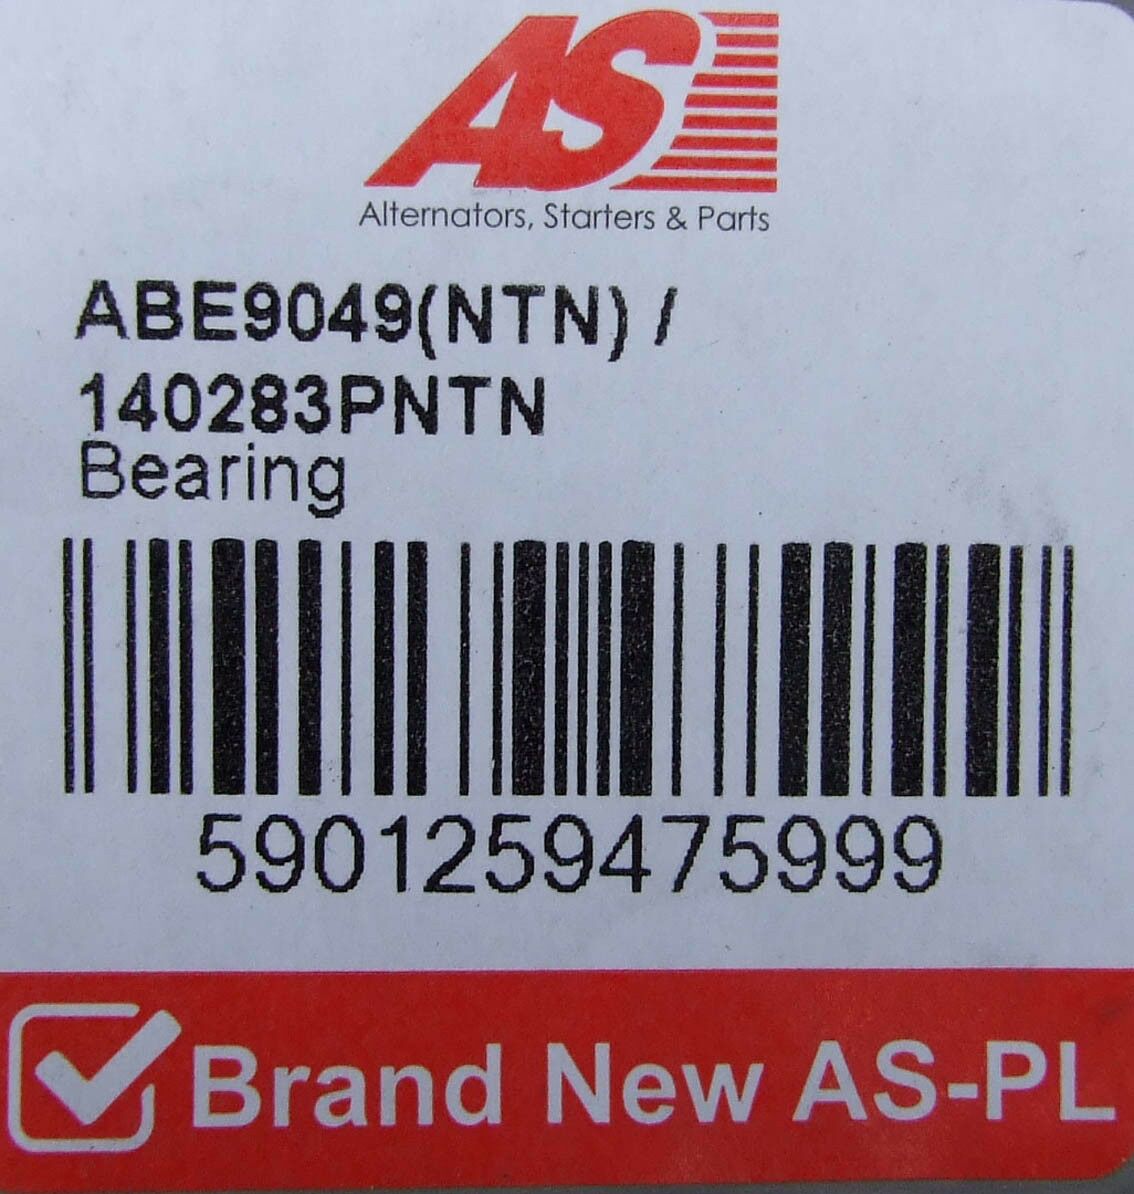 AS
Alternators, Starters & Parts
ABE9049(NTN) /
140283PNTN
Bearing
5901259475999
Brand New AS-PL